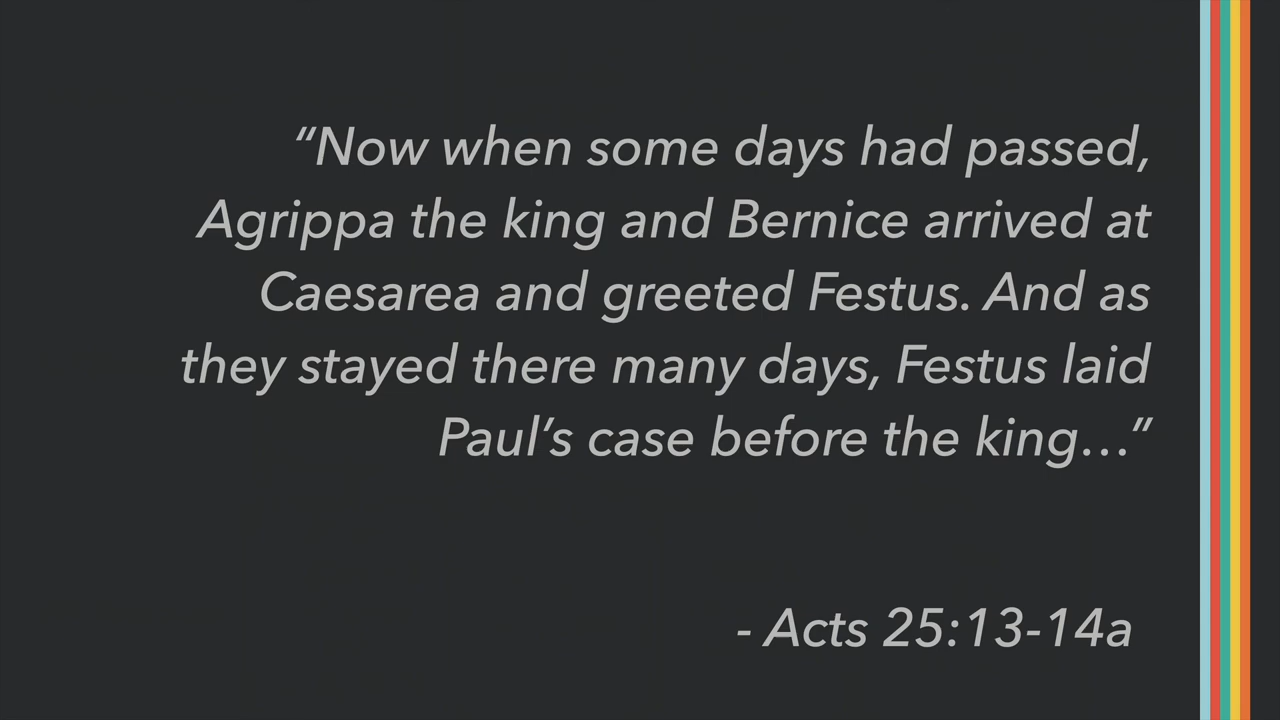 “Now when some days had passed,
Agrippa the king and Bernice arrived at
Caesarea and greeted Festus. And as
they stayed there many days, Festus laid
Paul’s case before the king…”
- Acts 25:13-14a